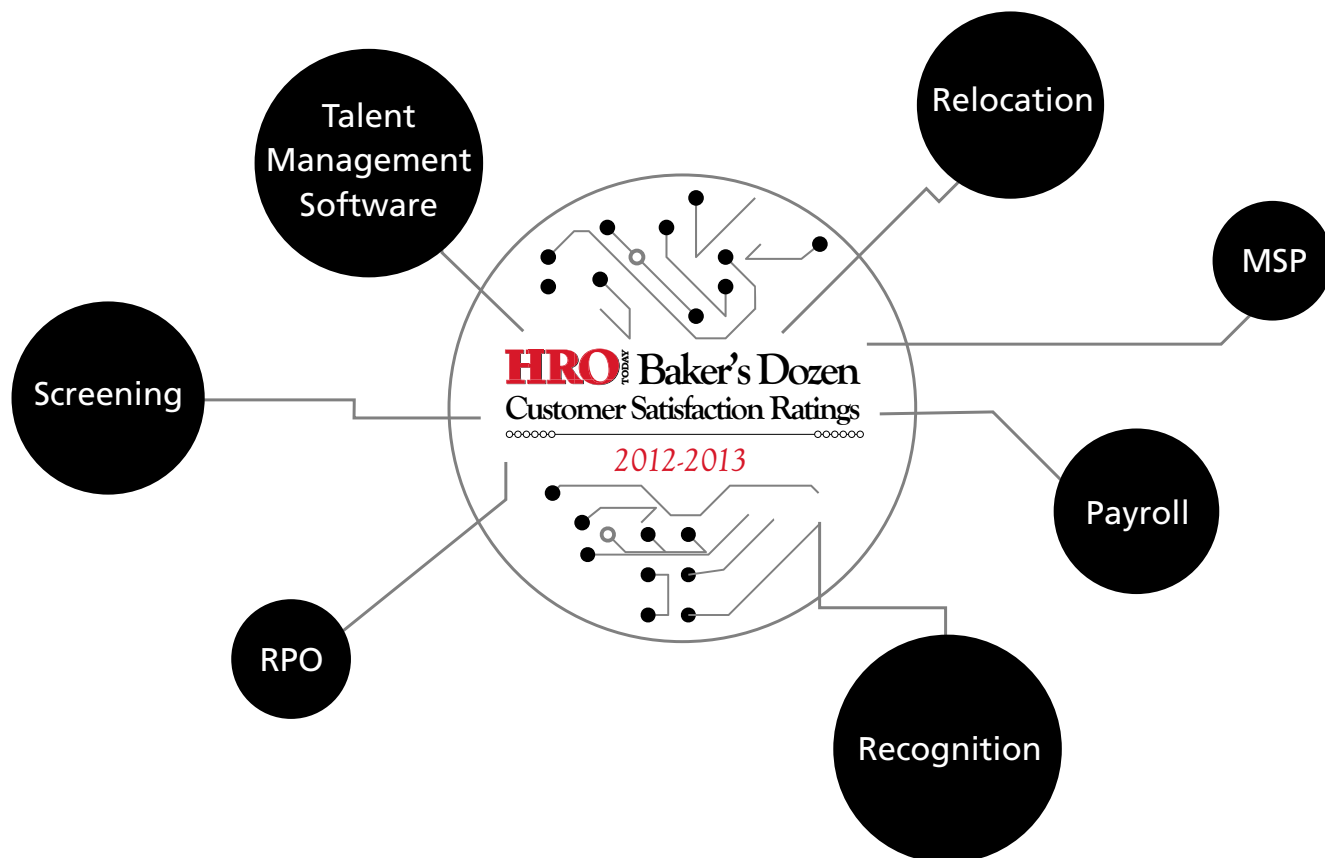 Talent
Management
Software
Relocation
MSP
Screening
HRO TODAY Baker's Dozen
Customer Satisfaction Ratings
2012-2013
Payroll
RPO
Recognition